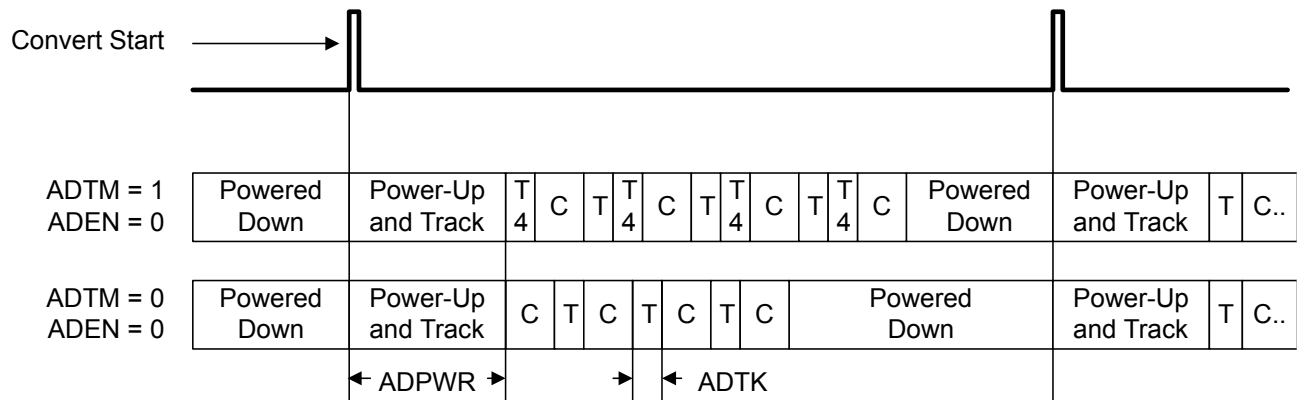 Convert Start
ADTM = 1
ADEN = 0
Powered
Down
Power-Up
and Track
T
4
C
T
T
4
C
T
T
4
C
T
T
4
C
Powered
Down
Power-Up
and Track
T
C..
ADTM = 0
ADEN = 0
Powered
Down
Power-Up
and Track
C
T
C
T
C
T
C
Powered
Down
Power-Up
and Track
T
C..
ADPWR
ADTK